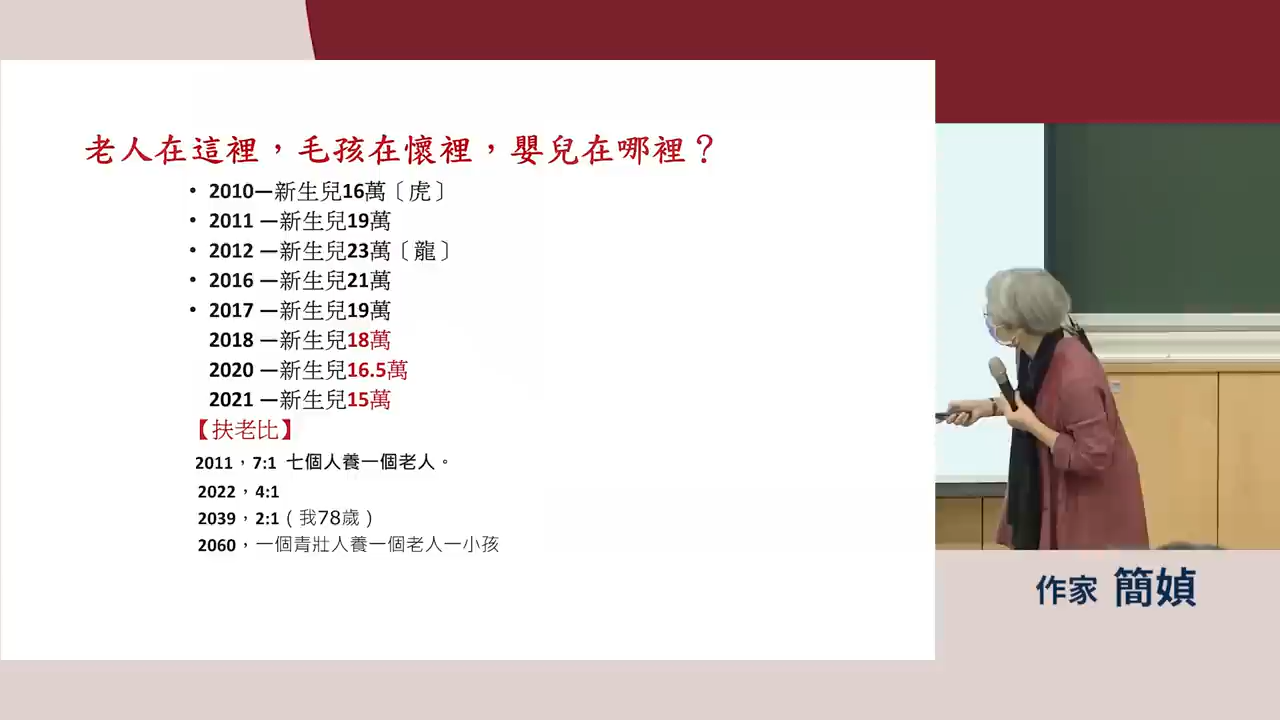 老人在這裡，毛孩在懷裡，嬰兒在哪裡？
• 2010—新生兒16萬〔虎〕
• 2011 —新生兒19萬
• 2012 —新生兒23萬〔龍〕
• 2016 —新生兒21萬
• 2017 —新生兒19萬
2018 —新生兒18萬
2020 —新生兒16.5萬
2021 —新生兒15萬
【扶老比】
2011，7:1 七個人養一個老人。
2022，4:1
2039，2:1（我78歲）
2060，一個青壯人養一個老人一小孩
作家 簡媜